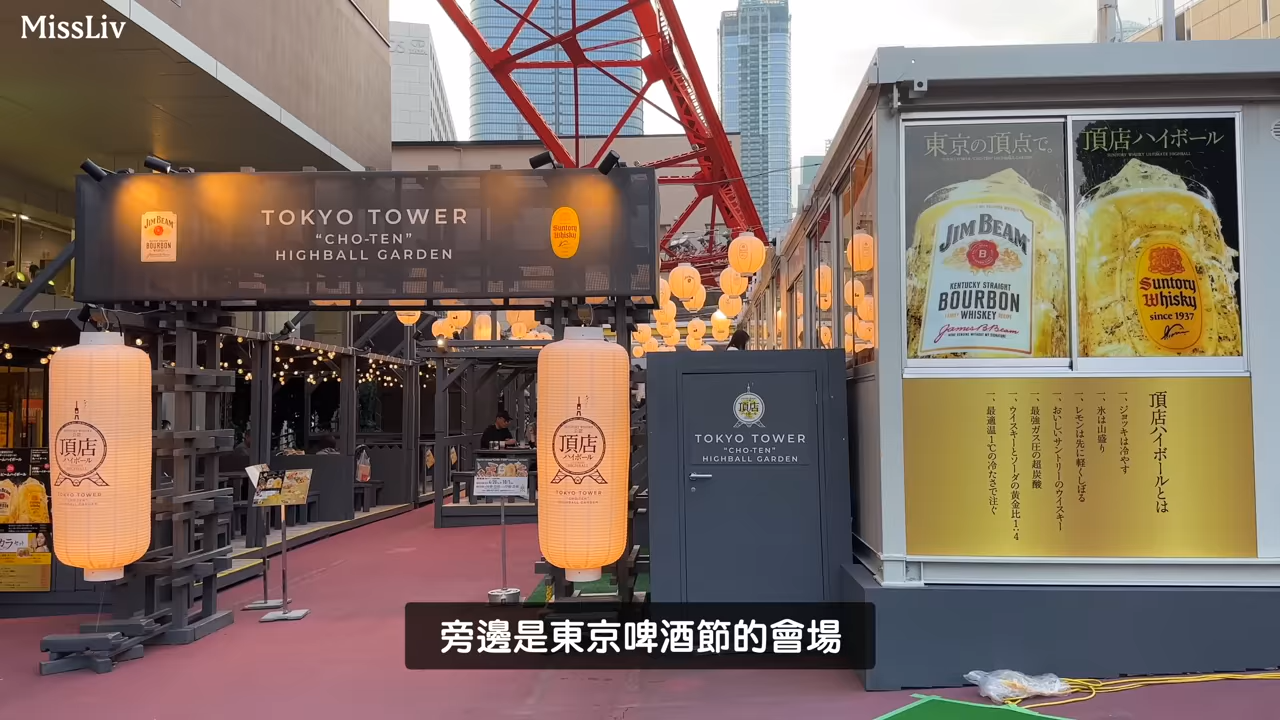 MissLiv
TOKYO TOWER
“CHO-TEN”
HIGHBALL GARDEN
JIM BEAM
BOURBON
Suntory
Whisky
頂店
ハイボール
TOKYO TOWER
頂店
ハイボール
TOKYO TOWER
HIGHBALL GARDEN
TOKYO TOWER
“CHO-TEN”
HIGHBALL GARDEN
東京の頂点で。
JIM BEAM
KENTUCKY STRAIGHT
BOURBON
WHISKEY
James B. Beam
頂店ハイボール
Suntory
Whisky
since 1937
頂店ハイボールとは
一、ジョッキは冷やす
一、氷は山盛り
一、レモンは先に軽くしぼる
一、おいしいサントリーのウイスキー
一、最強ガス圧の超炭酸
一、ウイスキーとソーダの黄金比1:4
一、最適温1℃の冷たさで注ぐ
旁邊是東京啤酒節的會場